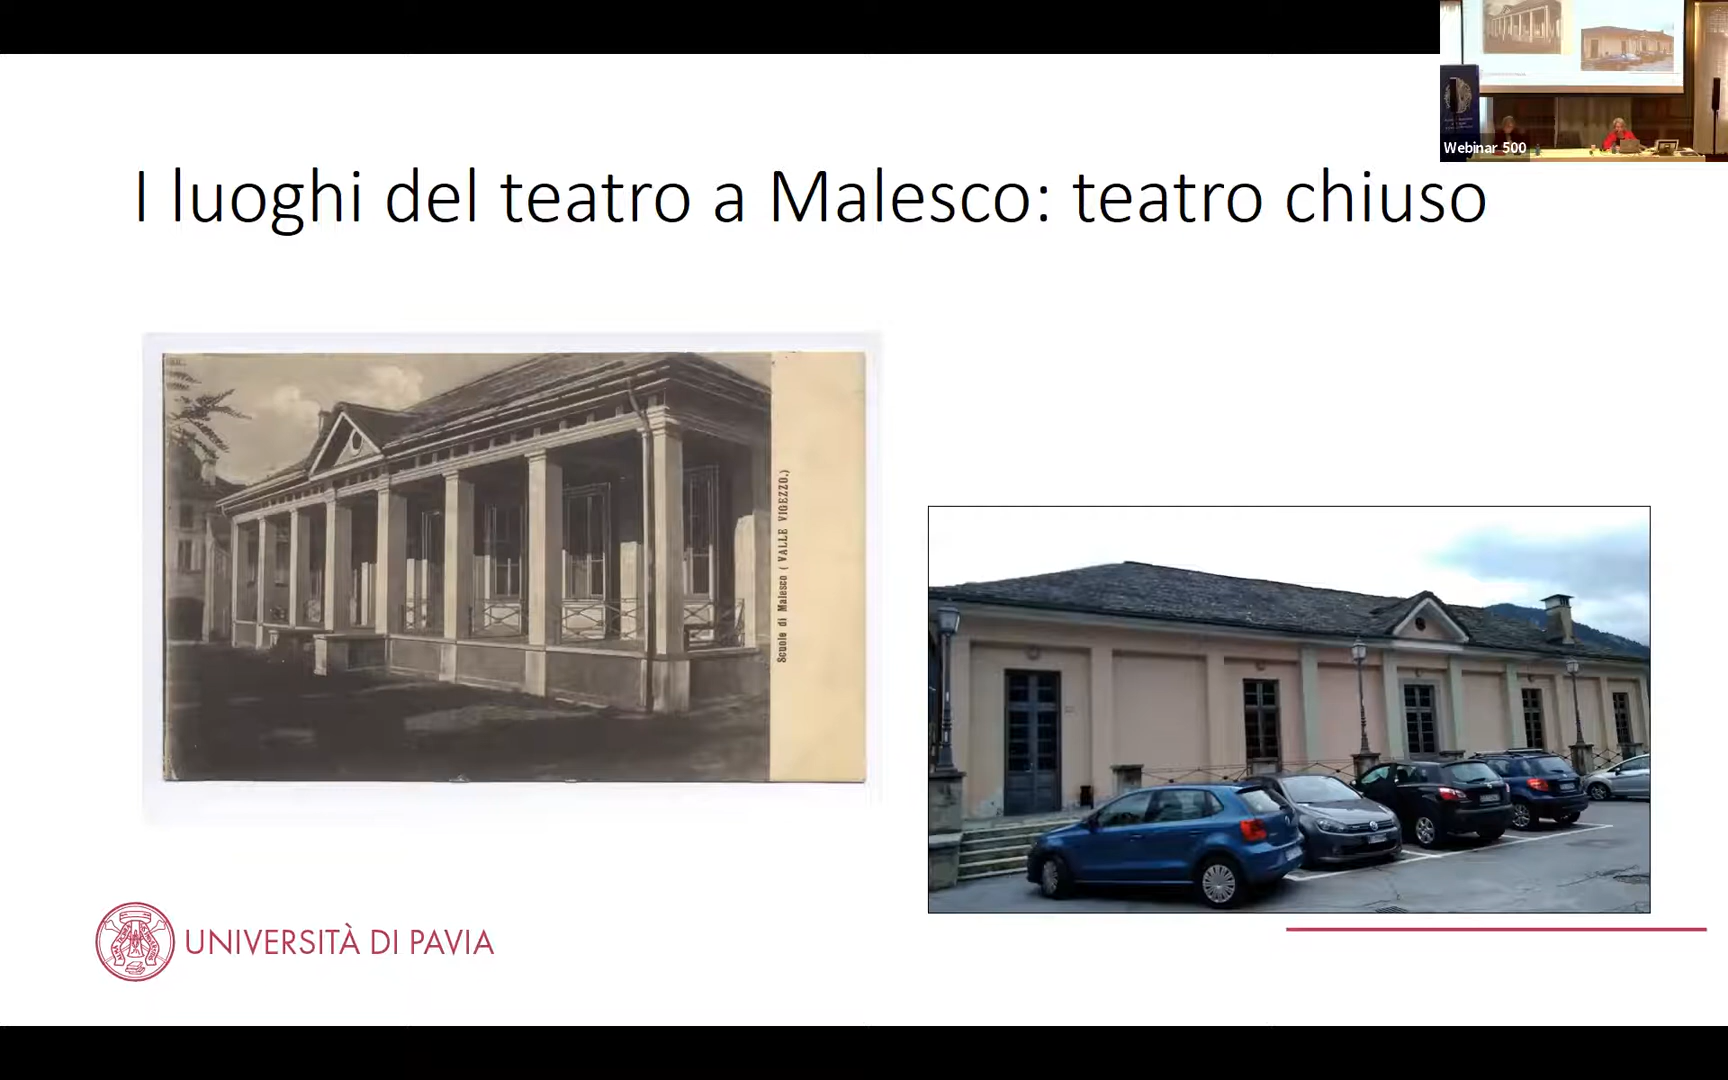 Webinar 500
I luoghi del teatro a Malesco: teatro chiuso
Scuole di Malesco ( VALLE VIGEZZO.)
UNIVERSITÀ DI PAVIA